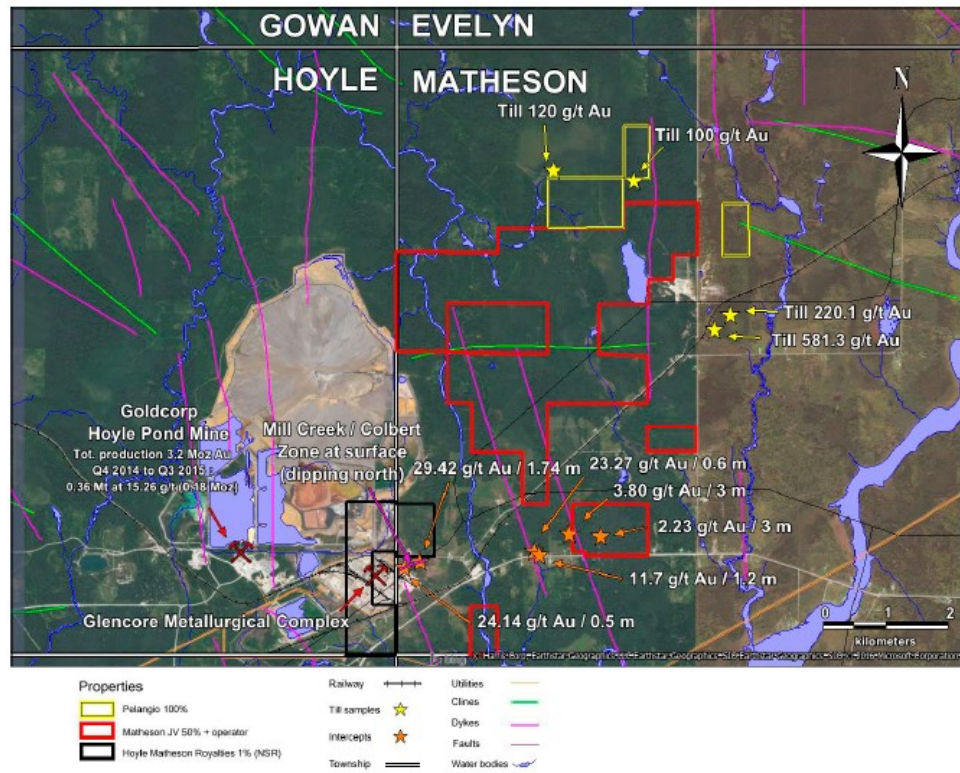 GOWAN EVELYN
HOYLE MATHESON
Till 120 g/t Au
Till 100 g/t Au
N
Till 220.1 g/t Au
Till 581.3 g/t Au
Goldcorp
Hoyle Pond Mine
Tot. production 3.2 Moz Au
Q4 2014 to Q3 2015 :
0.36 Mt at 15.26 g/t (0.18 Moz)
Mill Creek / Colbert
Zone at surface
(dipping north)
29.42 g/t Au / 1.74 m
23.27 g/t Au / 0.6 m
3.80 g/t Au / 3 m
2.23 g/t Au / 3 m
11.7 g/t Au / 1.2 m
24.14 g/t Au / 0.5 m
Glencore Metallurgical Complex
0 1 2
kilometers
Earthstar Geographics SIO
Microsoft Corporation
Properties
Pelangio 100%
Matheson JV 50% + operator
Hoyle Matheson Royalties 1% (NSR)
Railway
Till samples
Intercepts
Township
Utilities
Clines
Dykes
Faults
Water bodies